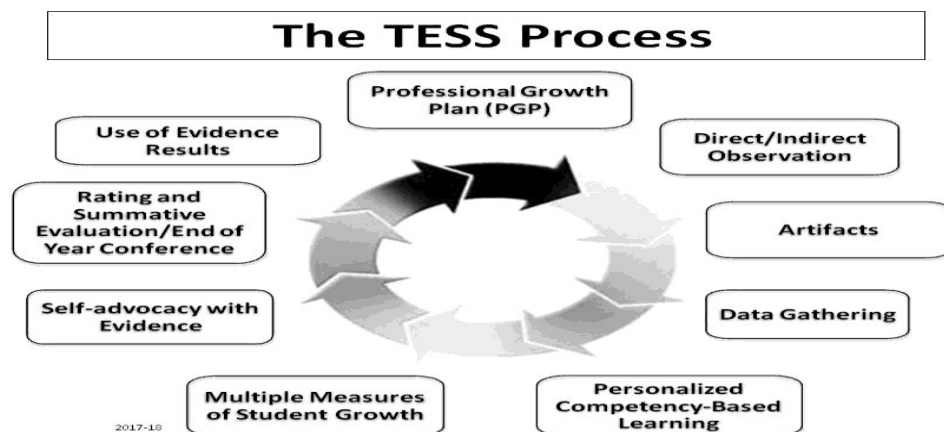 The TESS Process
Professional Growth
Plan (PGP)
Direct/Indirect
Observation
Artifacts
Data Gathering
Personalized
Competency-Based
Learning
Multiple Measures
of Student Growth
Self-advocacy with
Evidence
Rating and
Summative
Evaluation/End of
Year Conference
Use of Evidence
Results
2017-18